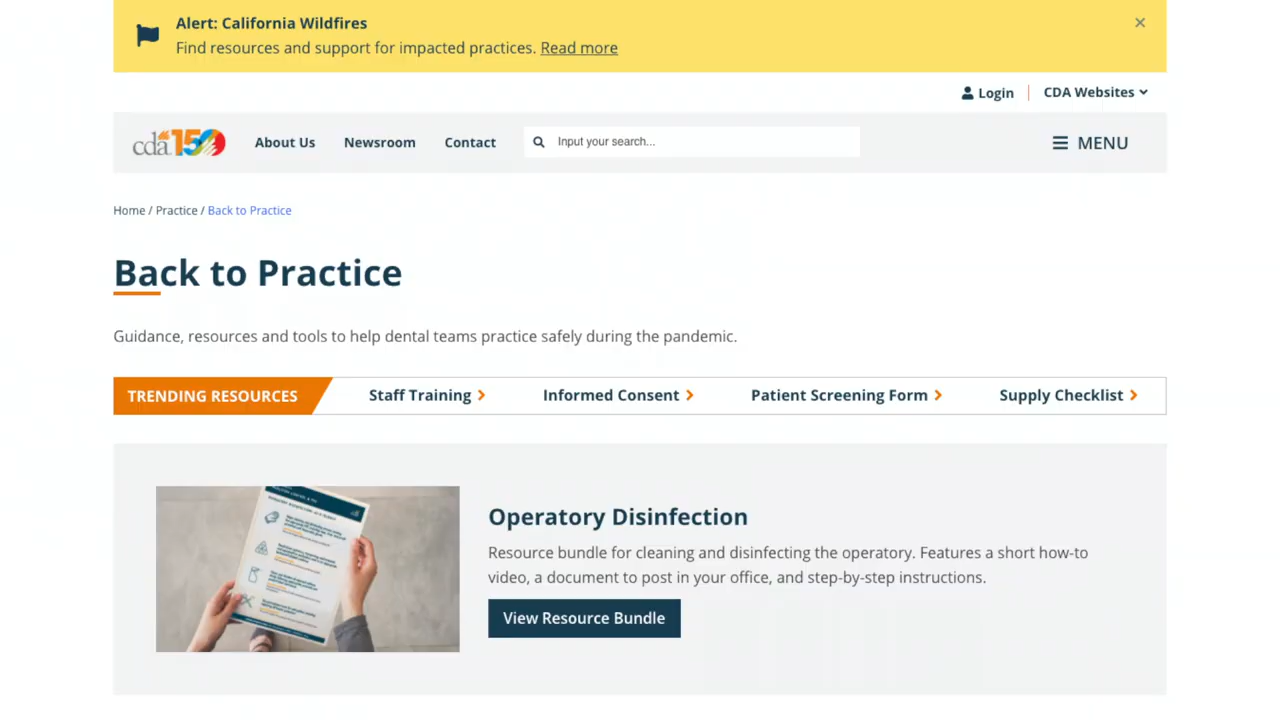 Alert: California Wildfires
Find resources and support for impacted practices. Read more
Login
CDA Websites
cda 150
About Us
Newsroom
Contact
Input your search...
MENU
Home / Practice / Back to Practice
Back to Practice
Guidance, resources and tools to help dental teams practice safely during the pandemic.
TRENDING RESOURCES
Staff Training
Informed Consent
Patient Screening Form
Supply Checklist
Operatory Disinfection
Resource bundle for cleaning and disinfecting the operatory. Features a short how-to
video, a document to post in your office, and step-by-step instructions.
View Resource Bundle